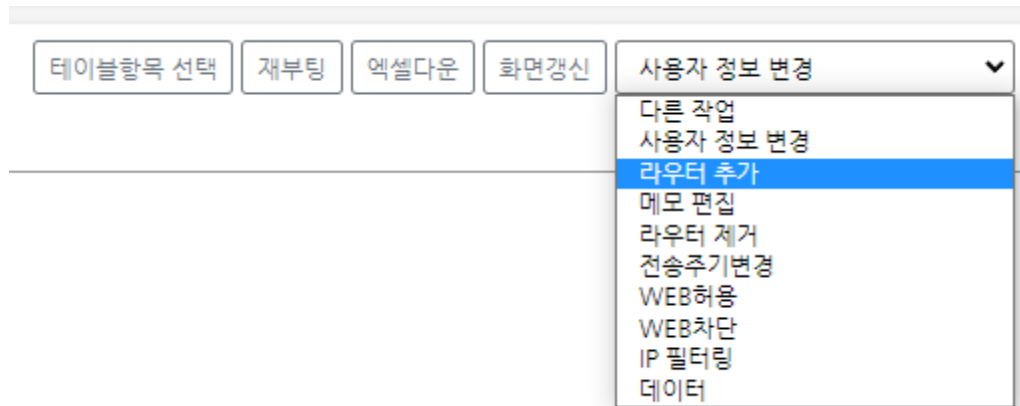 테이블항목 선택 재부팅 엑셀다운 화면갱신 사용자 정보 변경
다른 작업
사용자 정보 변경
라우터 추가
메모 편집
라우터 제거
전송주기변경
WEB허용
WEB차단
IP 필터링
데이터